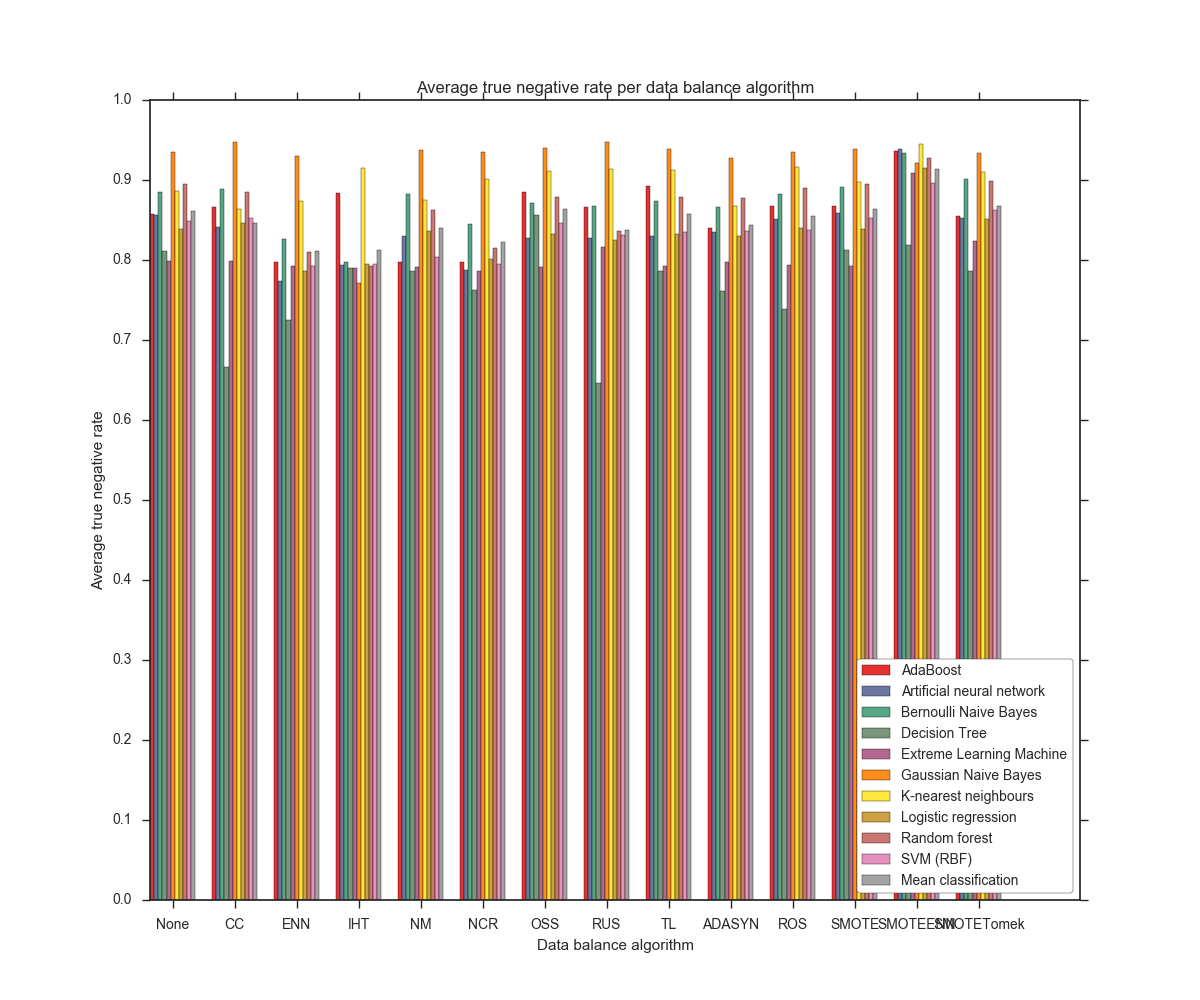 Average true negative rate per data balance algorithm
1.0
0.9
0.8
0.7
0.6
0.5
0.4
0.3
0.2
0.1
0.0
Average true negative rate
AdaBoost
Artificial neural network
Bernoulli Naive Bayes
Decision Tree
Extreme Learning Machine
Gaussian Naive Bayes
K-nearest neighbours
Logistic regression
Random forest
SVM (RBF)
Mean classification
None CC ENN IHT NM NCR OSS RUS TL ADASYN ROS SMOTE SMOTEENN SMOTETomek
Data balance algorithm